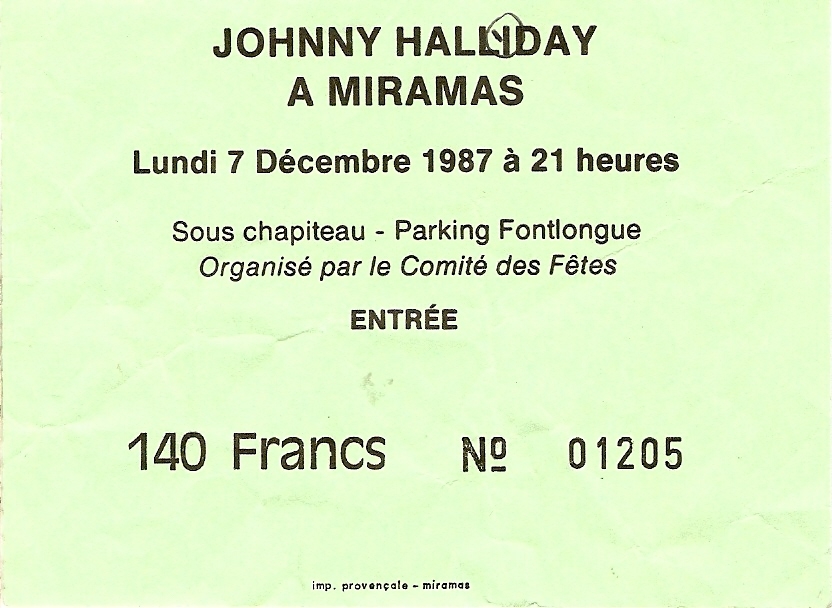 JOHNNY HALLIDAY
A MIRAMAS
Lundi 7 Décembre 1987 à 21 heures
Sous chapiteau - Parking Fontlongue
Organisé par le Comité des Fêtes
ENTRÉE
140 Francs Nº 01205
imp. provençale - miramas